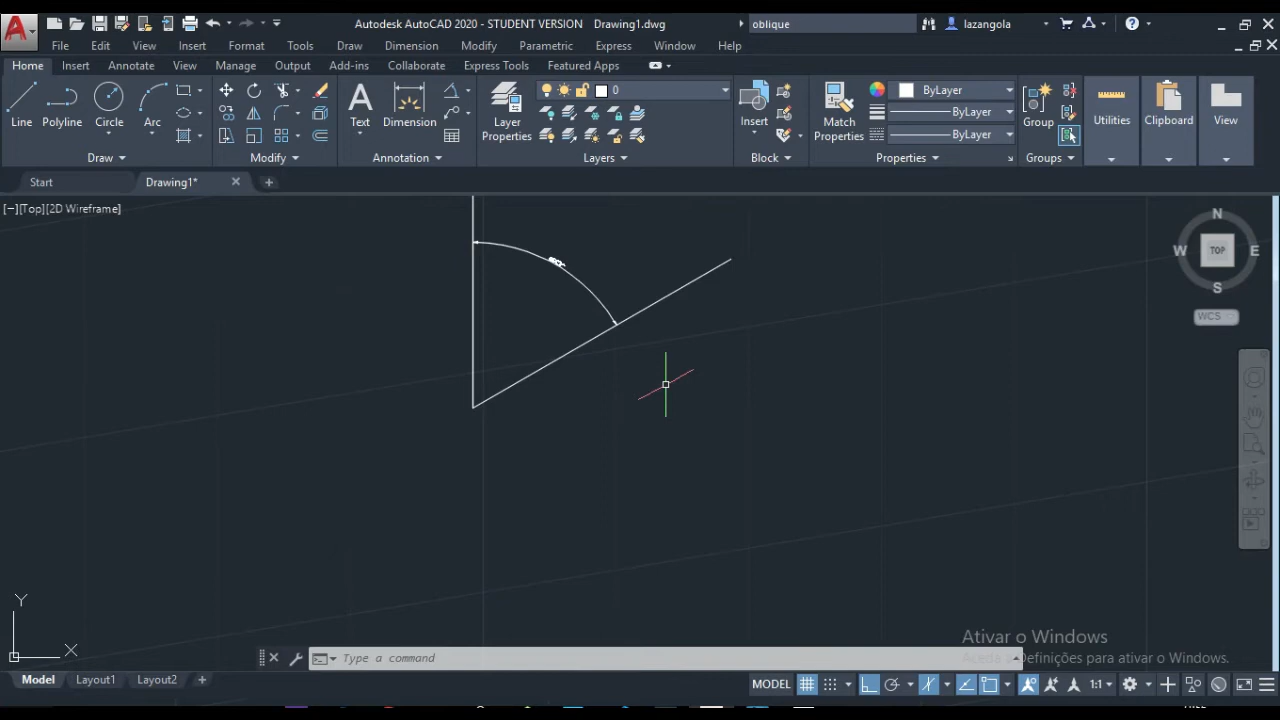 Autodesk AutoCAD 2020 - STUDENT VERSION Drawing1.dwg
oblique
lazangola
File Edit View Insert Format Tools Draw Dimension Modify Parametric Express Window Help
Home Insert Annotate View Manage Output Add-ins Collaborate Express Tools Featured Apps
Line Polyline Circle Arc
Text Dimension
Layer Properties
0
Insert
Match Properties
ByLayer
ByLayer
ByLayer
Group
Utilities
Clipboard
View
Draw Modify Annotation Layers Block Properties Groups
Start Drawing1*
[−][Top][2D Wireframe]
N
W TOP E
S
WCS
Y
X
Ativar o Windows
Aceda a Definições para ativar o Windows.
Type a command
Model Layout1 Layout2
MODEL 1:1